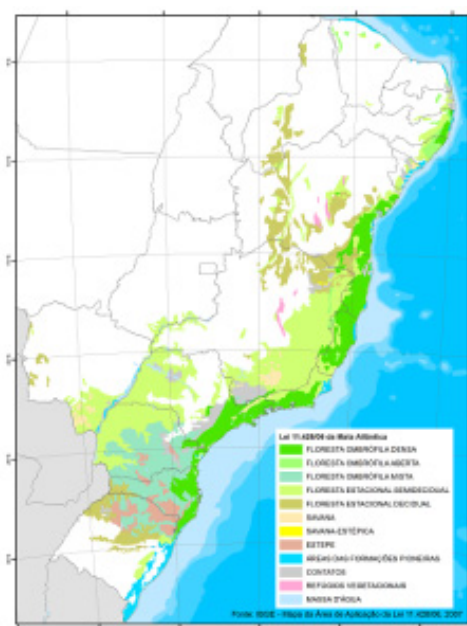 Lei 11.428/06 da Mata Atlântica
FLORESTA OMBRÓFILA DENSA
FLORESTA OMBRÓFILA ABERTA
FLORESTA OMBRÓFILA MISTA
FLORESTA ESTACIONAL SEMIDECIDUAL
FLORESTA ESTACIONAL DECIDUAL
SAVANA
SAVANA-ESTÉPICA
ESTEPE
ÁREAS DAS FORMAÇÕES PIONEIRAS
CONTATOS
REFÚGIOS VEGETACIONAIS
MASSA D'ÁGUA
Fonte: IBGE - Mapa da Área de Aplicação da Lei 11.428/06, 2007